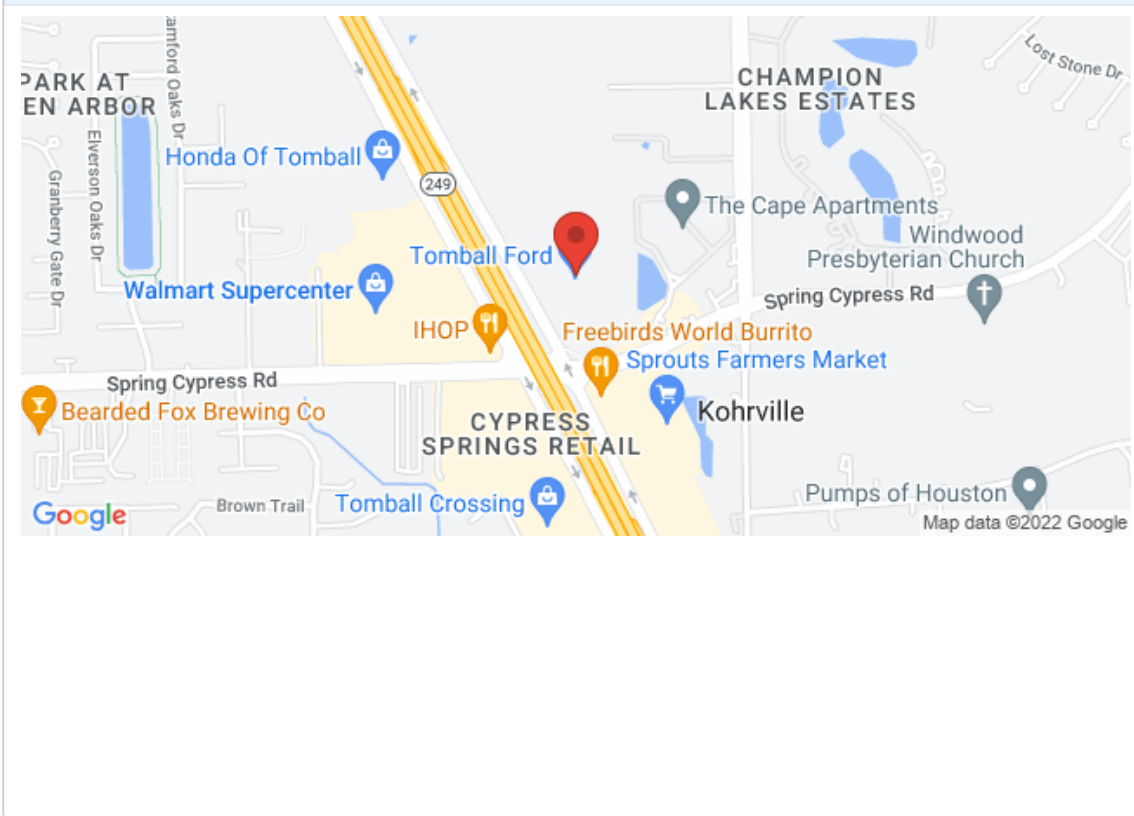 amford Oaks Dr
PARK AT
EN ARBOR
CHAMPION
LAKES ESTATES
Lost Stone Dr
Elverson Oaks Dr
Granberry Gate Dr
Honda Of Tomball
249
The Cape Apartments
Tomball Ford
Windwood
Presbyterian Church
Walmart Supercenter
Spring Cypress Rd
IHOP
Freebirds World Burrito
Sprouts Farmers Market
Spring Cypress Rd
Bearded Fox Brewing Co
Kohrville
CYPRESS
SPRINGS RETAIL
Pumps of Houston
Tomball Crossing
Brown Trail
Google
Map data ©2022 Google